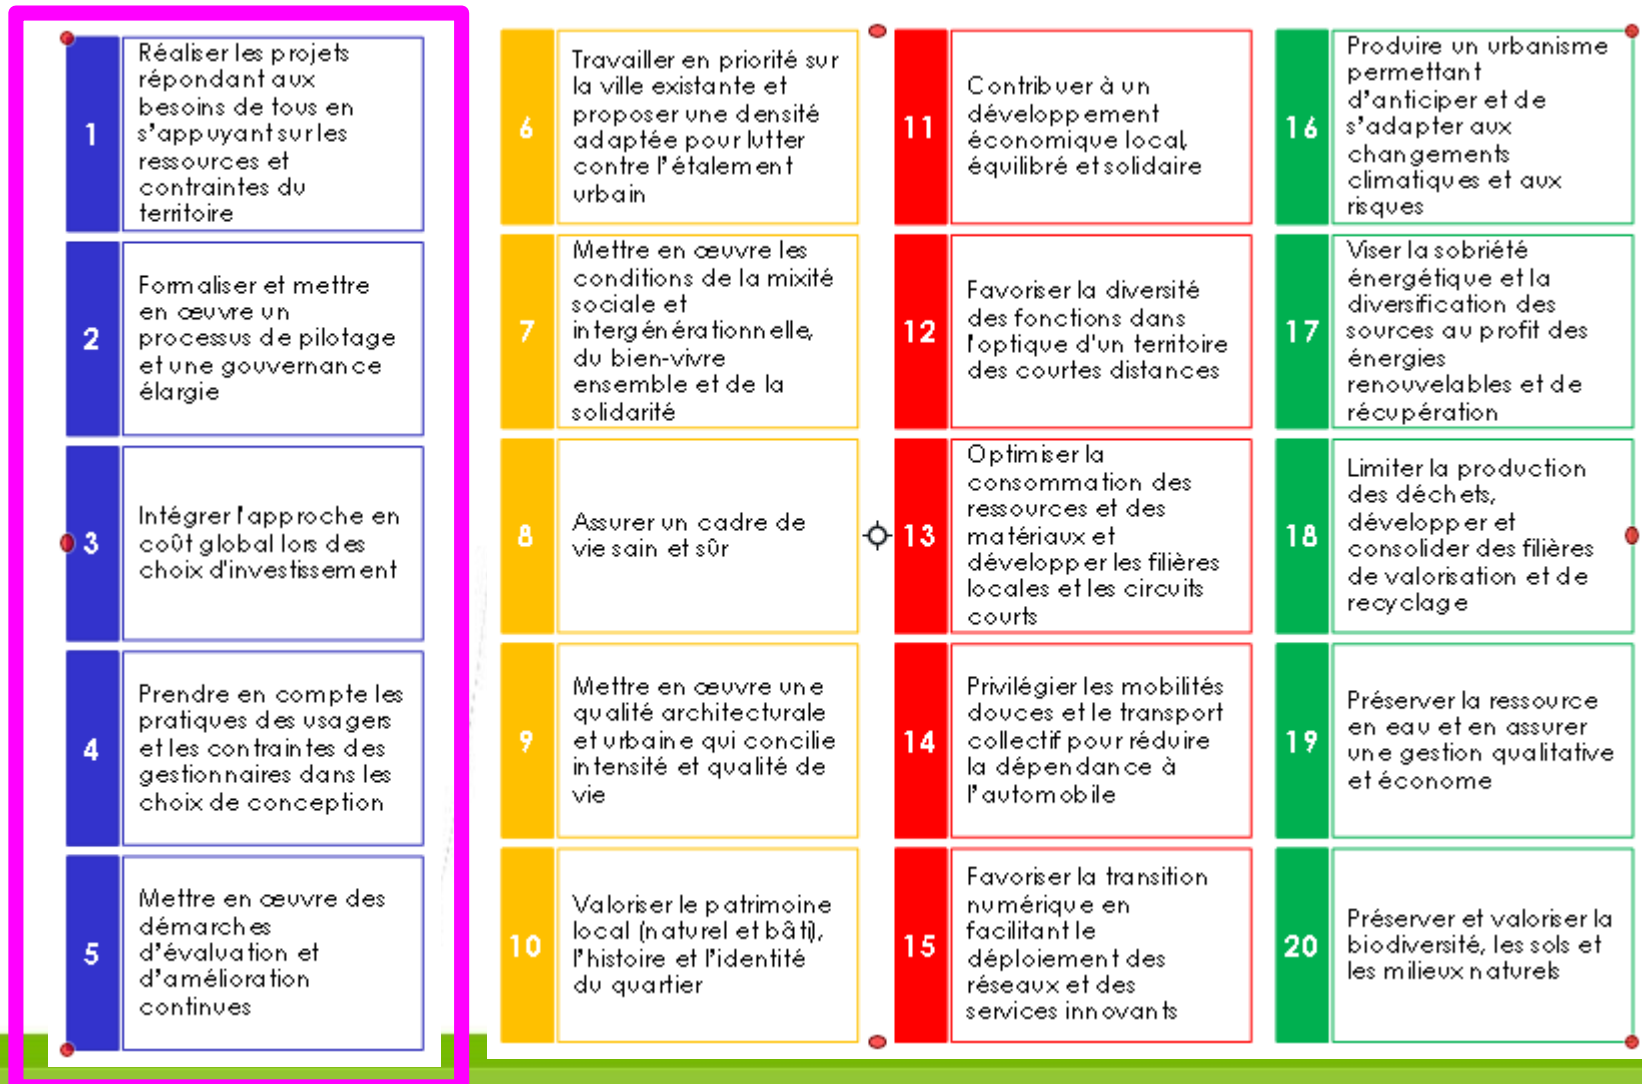 1
Réaliser les projets
répondant aux
besoins de tous en
s'appuyant sur les
ressources et
contraintes du
territoire
2
Formaliser et mettre
en œuvre un
processus de pilotage
et une gouvernance
élargie
3
Intégrer l'approche en
coût global lors des
choix d'investissement
4
Prendre en compte les
pratiques des usagers
et les contraintes des
gestionnaires dans les
choix de conception
5
Mettre en œuvre des
démarches
d'évaluation et
d'amélioration
continues
6
Travailler en priorité sur
la ville existante et
proposer une densité
adaptée pour lutter
contre l'étalement
urbain
7
Mettre en œuvre les
conditions de la mixité
sociale et
intergénérationnelle,
du bien-vivre
ensemble et de la
solidarité
8
Assurer un cadre de
vie sain et sûr
9
Mettre en œuvre une
qualité architecturale
et urbaine qui concilie
intensité et qualité de
vie
10
Valoriser le patrimoine
local (naturel et bâti),
l'histoire et l'identité
du quartier
11
Contribuer à un
développement
économique local,
équilibré et solidaire
12
Favoriser la diversité
des fonctions dans
l'optique d'un territoire
des courtes distances
13
Optimiser la
consommation des
ressources et des
matériaux et
développer les filières
locales et les circuits
courts
14
Privilégier les mobilités
douces et le transport
collectif pour réduire
la dépendance à
l'automobile
15
Favoriser la transition
numérique en
facilitant le
déploiement des
réseaux et des
services innovants
16
Produire un urbanisme
permettant
d'anticiper et de
s'adapter aux
changements
climatiques et aux
risques
17
Viser la sobriété
énergétique et la
diversification des
sources au profit des
énergies
renouvelables et de
récupération
18
Limiter la production
des déchets,
développer et
consolider des filières
de valorisation et de
recyclage
19
Préserver la ressource
en eau et en assurer
une gestion qualitative
et économe
20
Préserver et valoriser la
biodiversité, les sols et
les milieux naturels